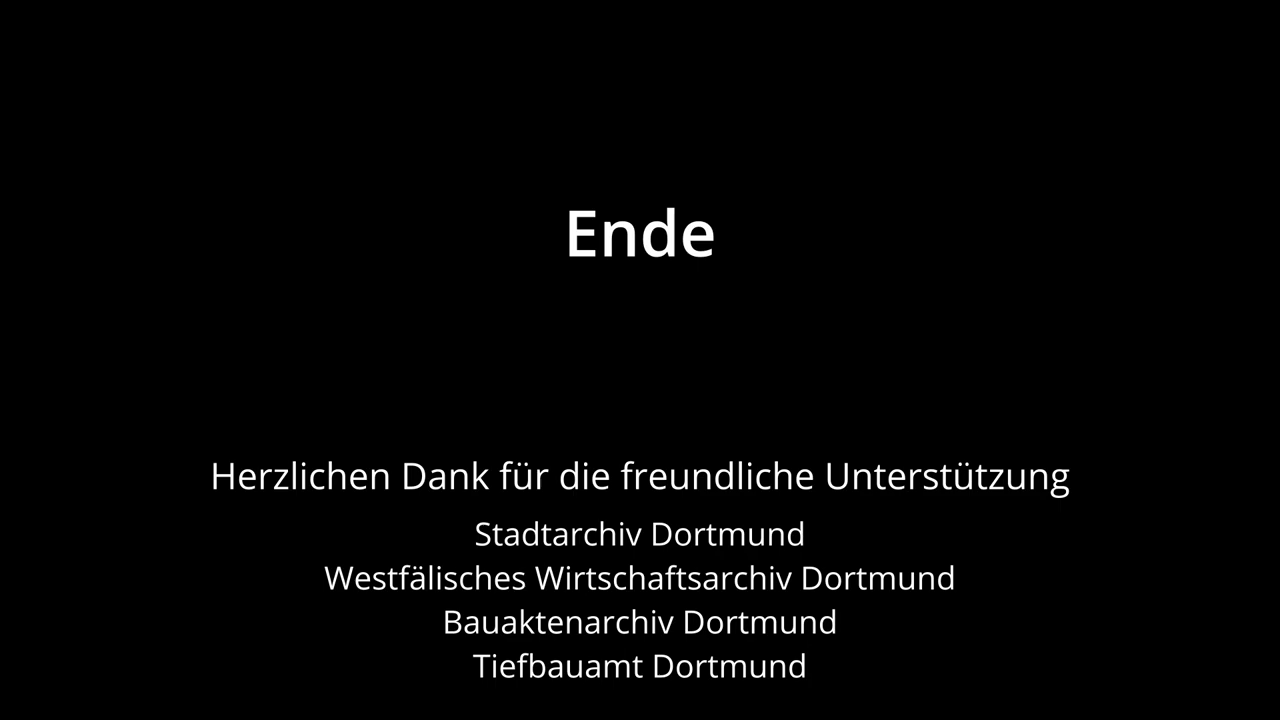 Ende
Herzlichen Dank für die freundliche Unterstützung
Stadtarchiv Dortmund
Westfälisches Wirtschaftsarchiv Dortmund
Bauaktenarchiv Dortmund
Tiefbauamt Dortmund